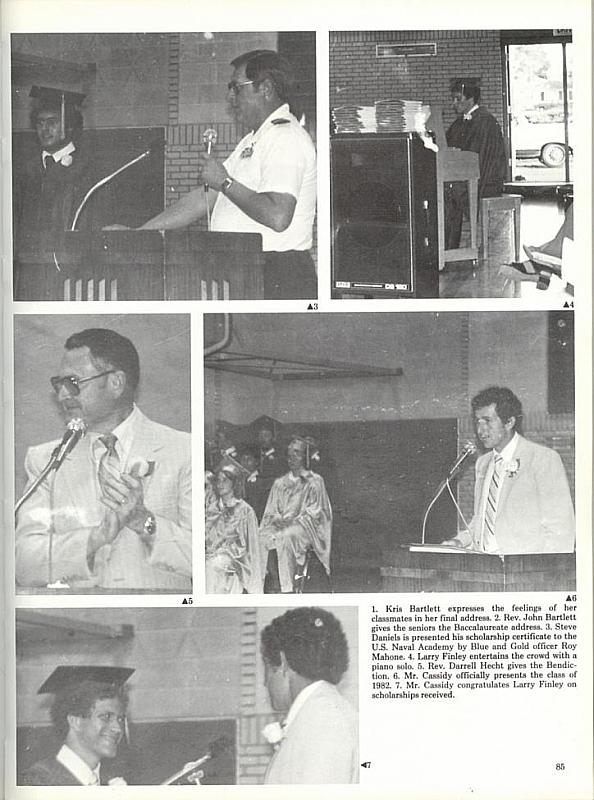 ▲3
▲4
▲5
▲6
1. Kris Bartlett expresses the feelings of her
classmates in her final address. 2. Rev. John Bartlett
gives the seniors the Baccalaureate address. 3. Steve
Daniels is presented his scholarship certificate to the
U.S. Naval Academy by Blue and Gold officer Roy
Mahone. 4. Larry Finley entertains the crowd with a
piano solo. 5. Rev. Darrell Hecht gives the Bendic-
tion. 6. Mr. Cassidy officially presents the class of
1982. 7. Mr. Cassidy congratulates Larry Finley on
scholarships received.
◄7
85